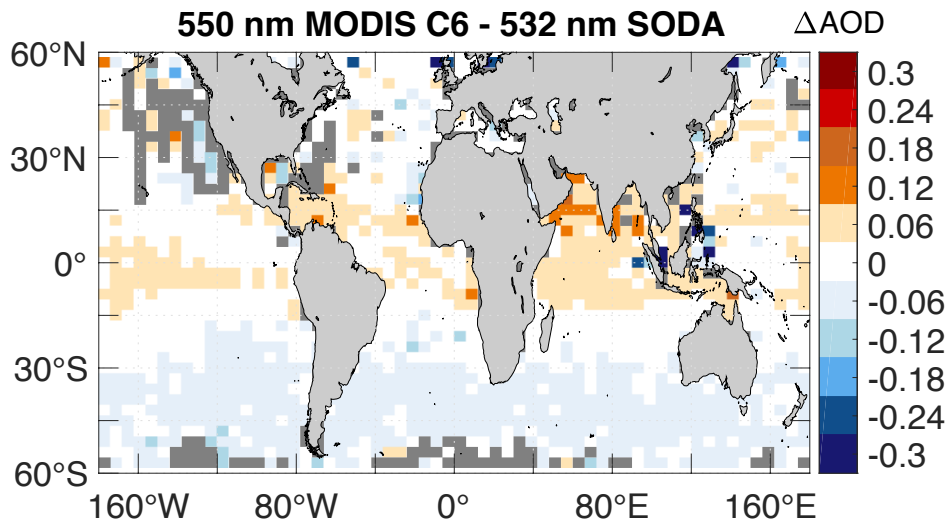 550 nm MODIS C6 - 532 nm SODA
ΔAOD
60°N
30°N
0°
30°S
60°S
160°W
80°W
0°
80°E
160°E
0.3
0.24
0.18
0.12
0.06
0
-0.06
-0.12
-0.18
-0.24
-0.3